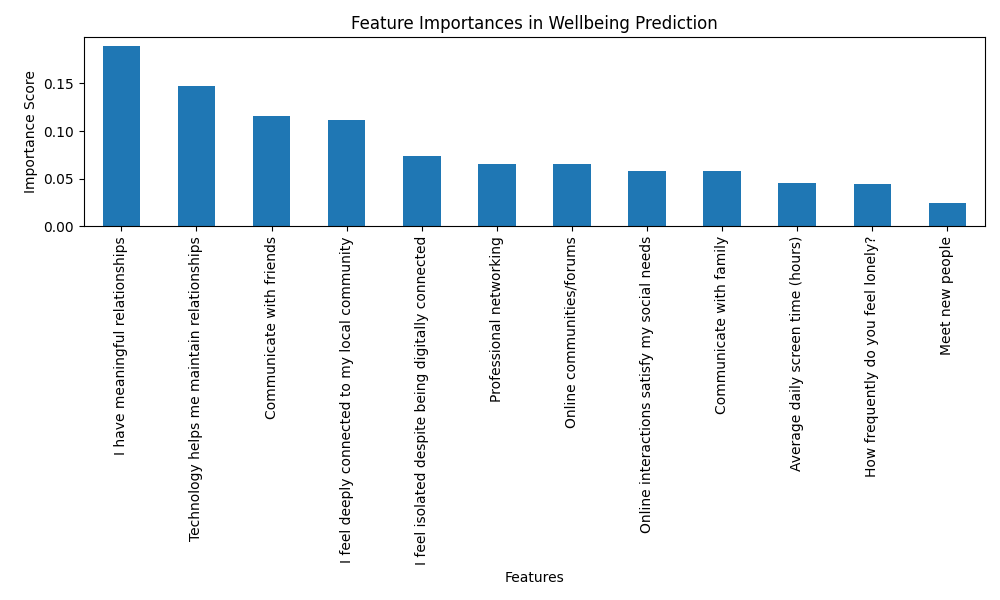 Feature Importances in Wellbeing Prediction
Importance Score
0.15
0.10
0.05
0.00
I have meaningful relationships
Technology helps me maintain relationships
Communicate with friends
I feel deeply connected to my local community
I feel isolated despite being digitally connected
Professional networking
Online communities/forums
Online interactions satisfy my social needs
Communicate with family
Average daily screen time (hours)
How frequently do you feel lonely?
Meet new people
Features